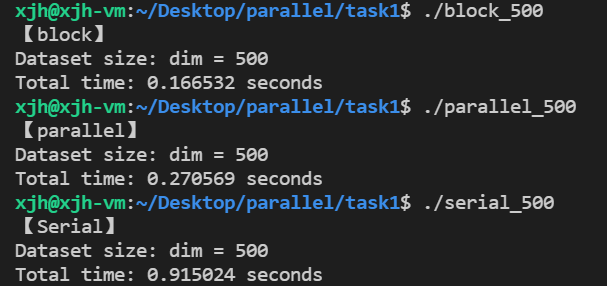 xjh@xjh-vm:~/Desktop/parallel/task1$ ./block_500
【block】
Dataset size: dim = 500
Total time: 0.166532 seconds
xjh@xjh-vm:~/Desktop/parallel/task1$ ./parallel_500
【parallel】
Dataset size: dim = 500
Total time: 0.270569 seconds
xjh@xjh-vm:~/Desktop/parallel/task1$ ./serial_500
【Serial】
Dataset size: dim = 500
Total time: 0.915024 seconds